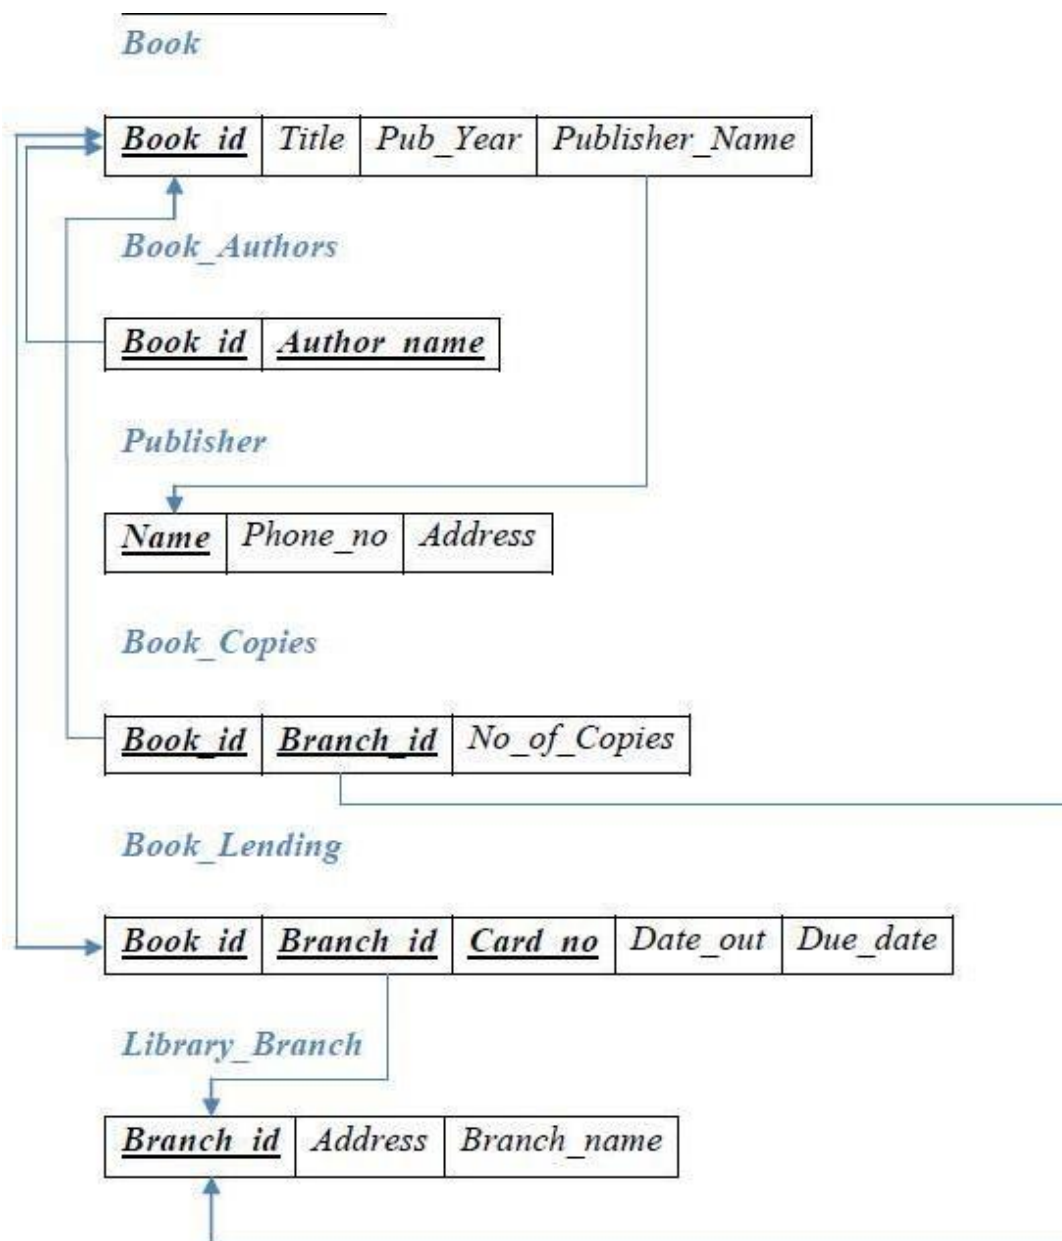 Book
Book_id Title Pub_Year Publisher_Name
Book_Authors
Book_id Author_name
Publisher
Name Phone_no Address
Book_Copies
Book_id Branch_id No_of_Copies
Book_Lending
Book_id Branch_id Card_no Date_out Due_date
Library_Branch
Branch_id Address Branch_name